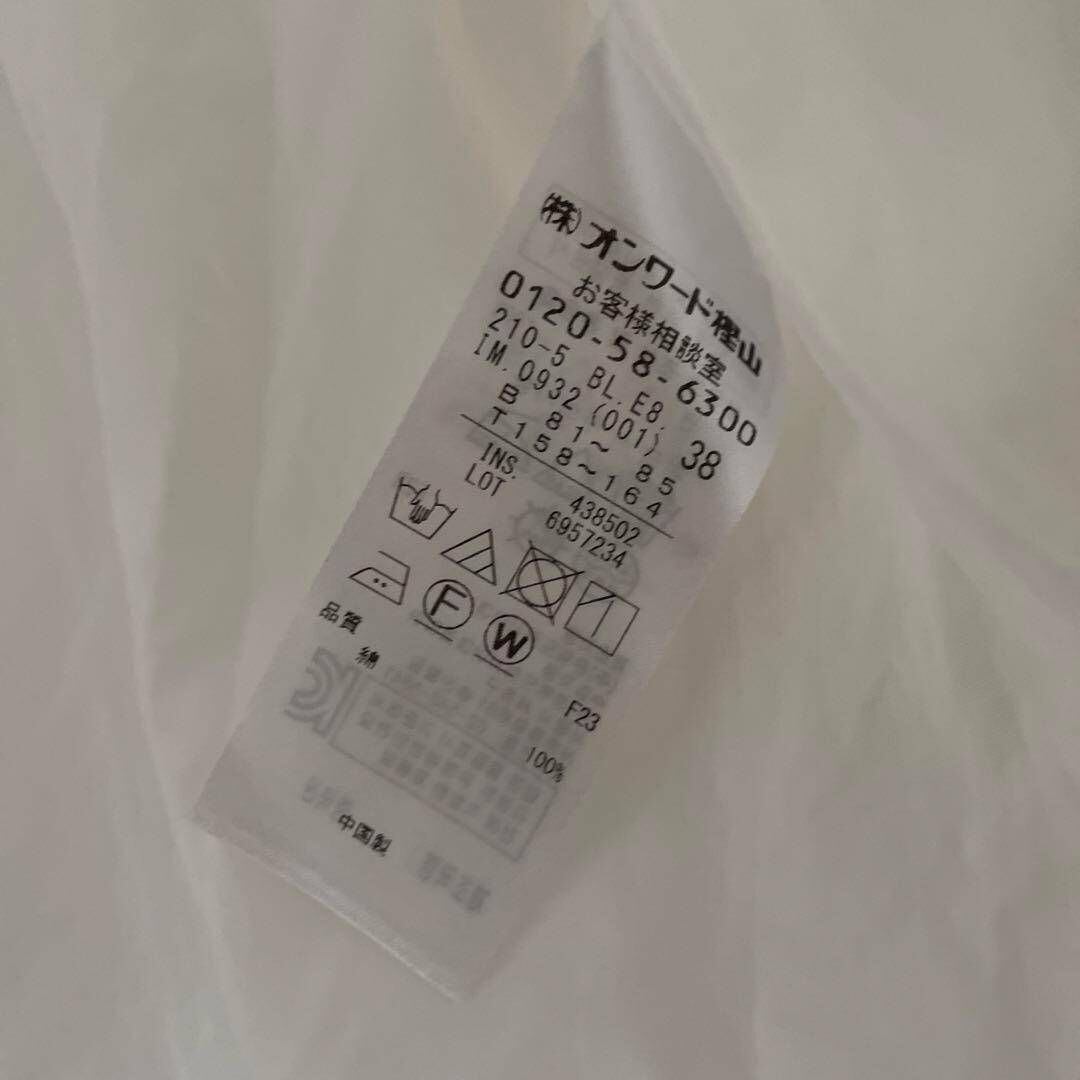 ㈱オンワード樫山
お客様相談室
0120-58-6300
210-5 BL.E8.
IM.0932(001) 38
B 81～ 85
T158～164
INS. 438502
LOT 6957234
F W
品質 F23
綿 100%
中国製